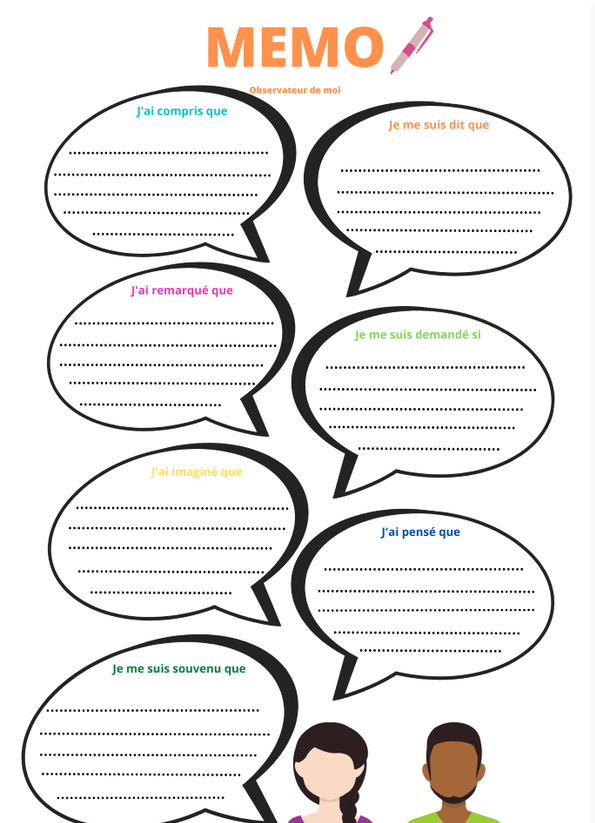 MEMO
Observateur de moi
J'ai compris que
Je me suis dit que
J'ai remarqué que
Je me suis demandé si
J'ai imaginé que
J'ai pensé que
Je me suis souvenu que